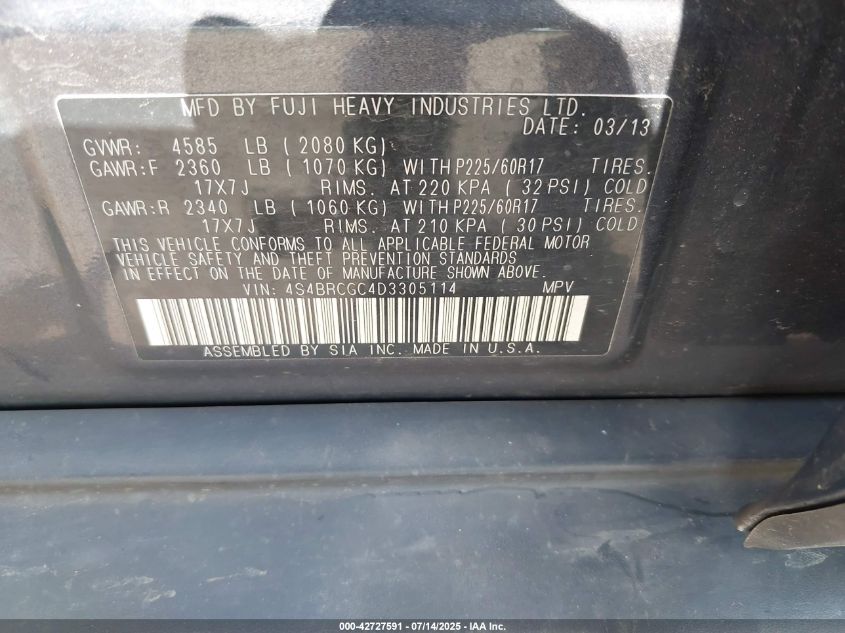 MFD BY FUJI HEAVY INDUSTRIES LTD.
DATE: 03/13
GVWR: 4585 LB ( 2080 KG)
GAWR:F 2360 LB ( 1070 KG) WITH P225/60R17 TIRES.
17X7J RIMS. AT 220 KPA ( 32 PSI) COLD
GAWR:R 2340 LB ( 1060 KG) WITH P225/60R17 TIRES.
17X7J RIMS. AT 210 KPA ( 30 PSI) COLD
THIS VEHICLE CONFORMS TO ALL APPLICABLE FEDERAL MOTOR
VEHICLE SAFETY AND THEFT PREVENTION STANDARDS
IN EFFECT ON THE DATE OF MANUFACTURE SHOWN ABOVE.
VIN: 4S4BRCGC4D3305114 MPV
ASSEMBLED BY SIA INC. MADE IN U.S.A.
000-42727591 - 07/14/2025 - IAA Inc.